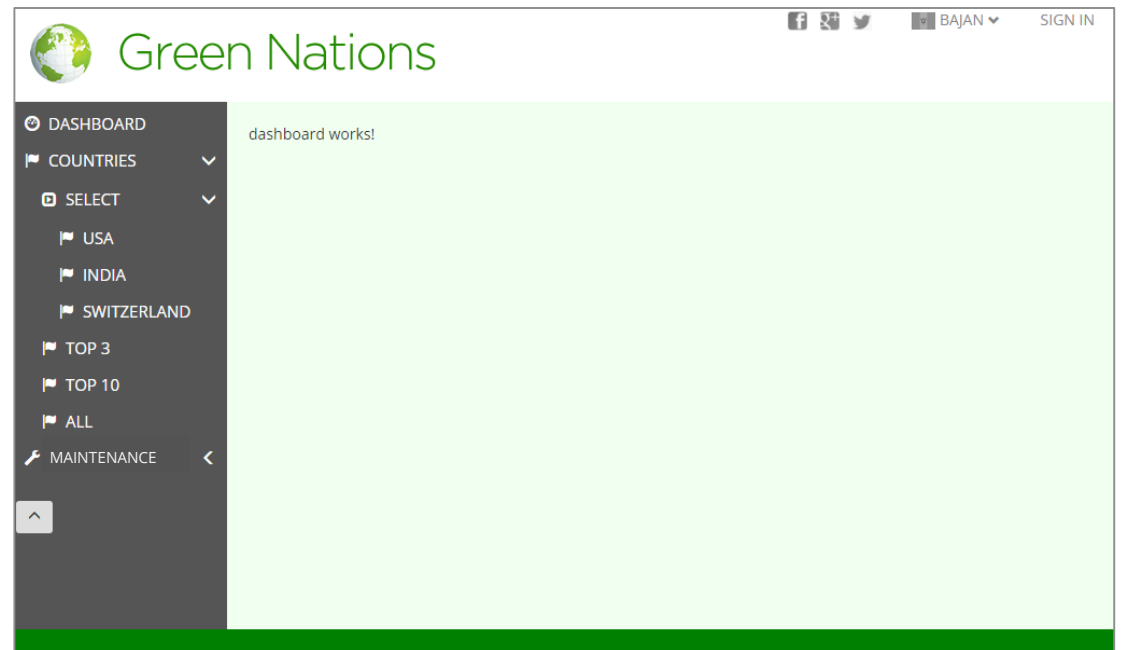 BAJAN SIGN IN
Green Nations
DASHBOARD
dashboard works!
COUNTRIES
SELECT
USA
INDIA
SWITZERLAND
TOP 3
TOP 10
ALL
MAINTENANCE